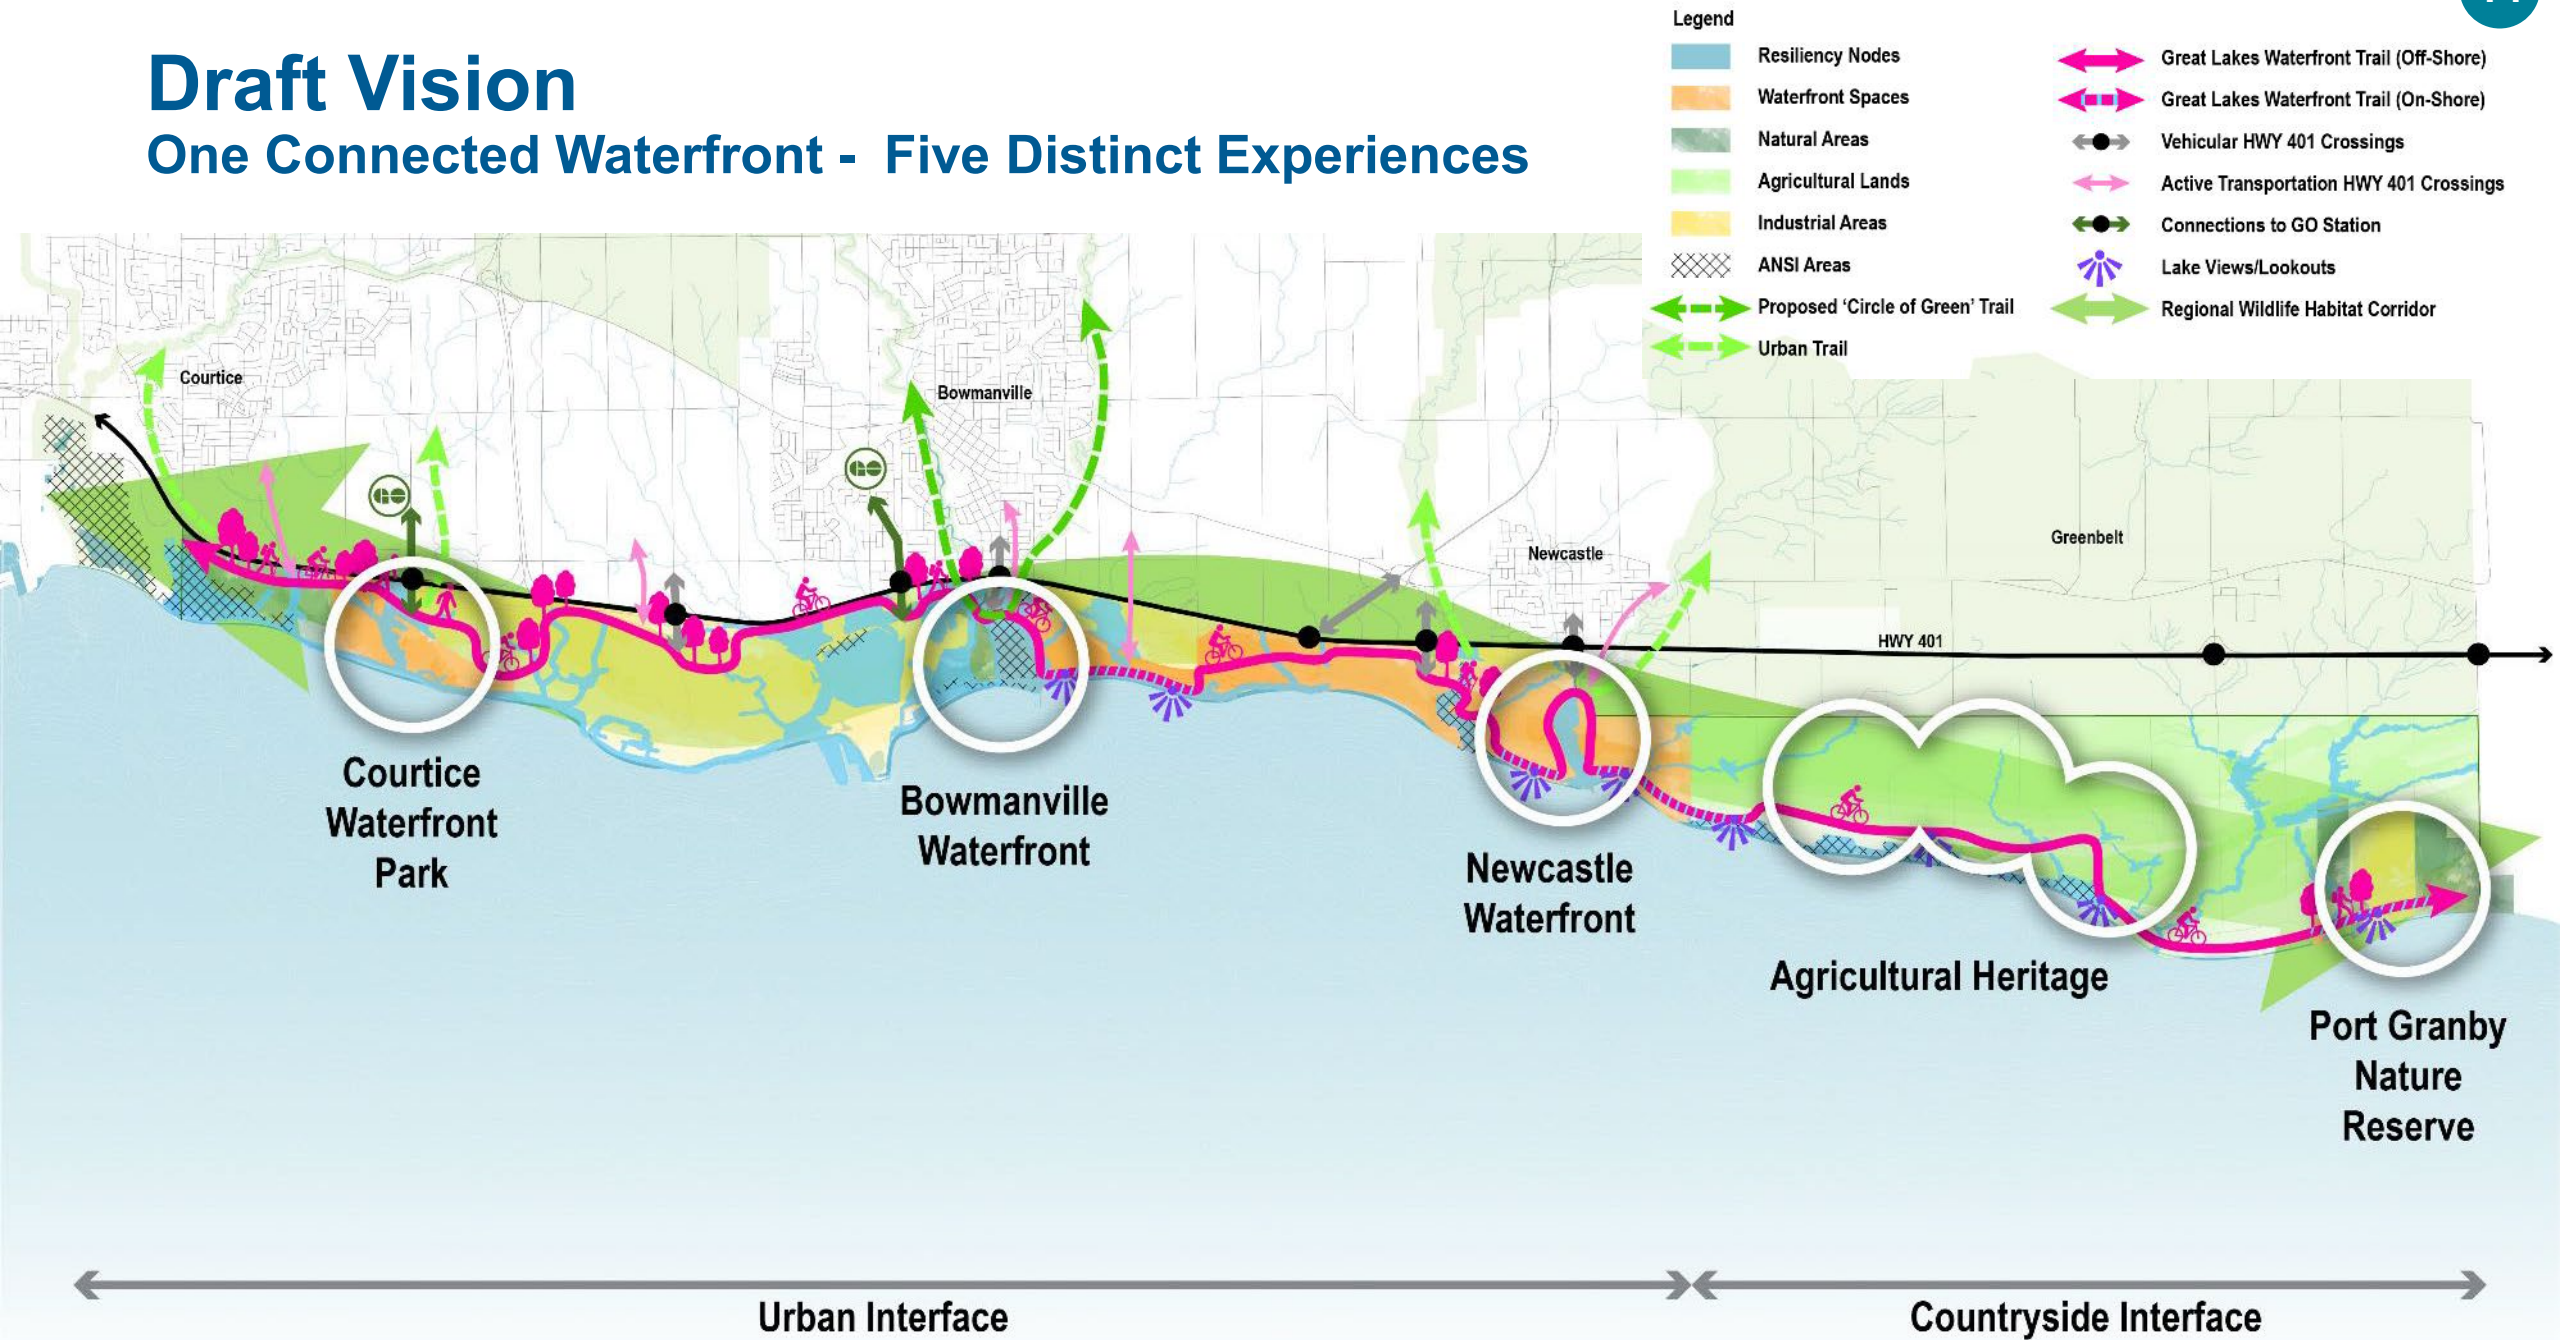 Draft Vision
One Connected Waterfront - Five Distinct Experiences
Legend
Resiliency Nodes
Waterfront Spaces
Natural Areas
Agricultural Lands
Industrial Areas
ANSI Areas
Proposed ‘Circle of Green’ Trail
Urban Trail
Great Lakes Waterfront Trail (Off-Shore)
Great Lakes Waterfront Trail (On-Shore)
Vehicular HWY 401 Crossings
Active Transportation HWY 401 Crossings
Connections to GO Station
Lake Views/Lookouts
Regional Wildlife Habitat Corridor
Courtice
Bowmanville
GO
GO
Newcastle
Greenbelt
HWY 401
Courtice
Waterfront
Park
Bowmanville
Waterfront
Newcastle
Waterfront
Agricultural Heritage
Port Granby
Nature
Reserve
Urban Interface
Countryside Interface